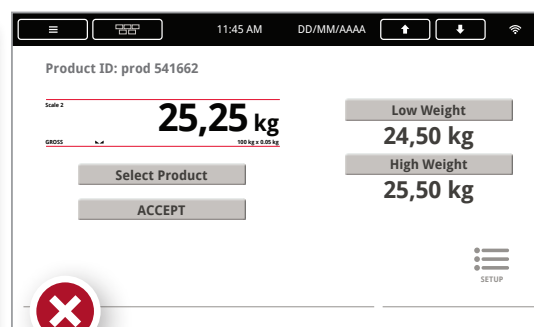 11:45 AM DD/MM/AAAA
Product ID: prod 541662
Scale 2
25,25 kg
GROSS 100 kg x 0.05 kg
Select Product
ACCEPT
Low Weight
24,50 kg
High Weight
25,50 kg
SETUP